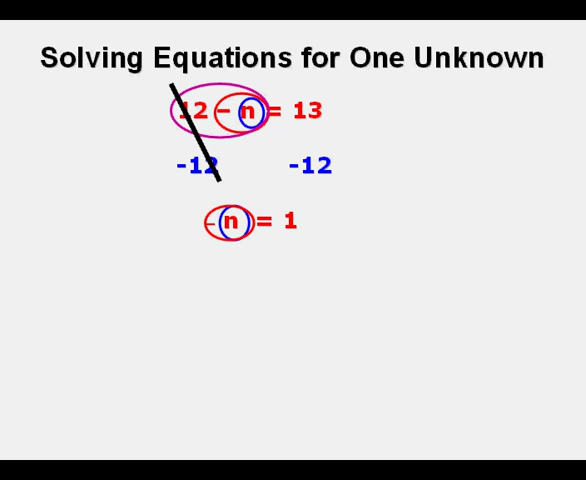 Solving Equations for One Unknown
12 – n = 13
-12 -12
– n = 1